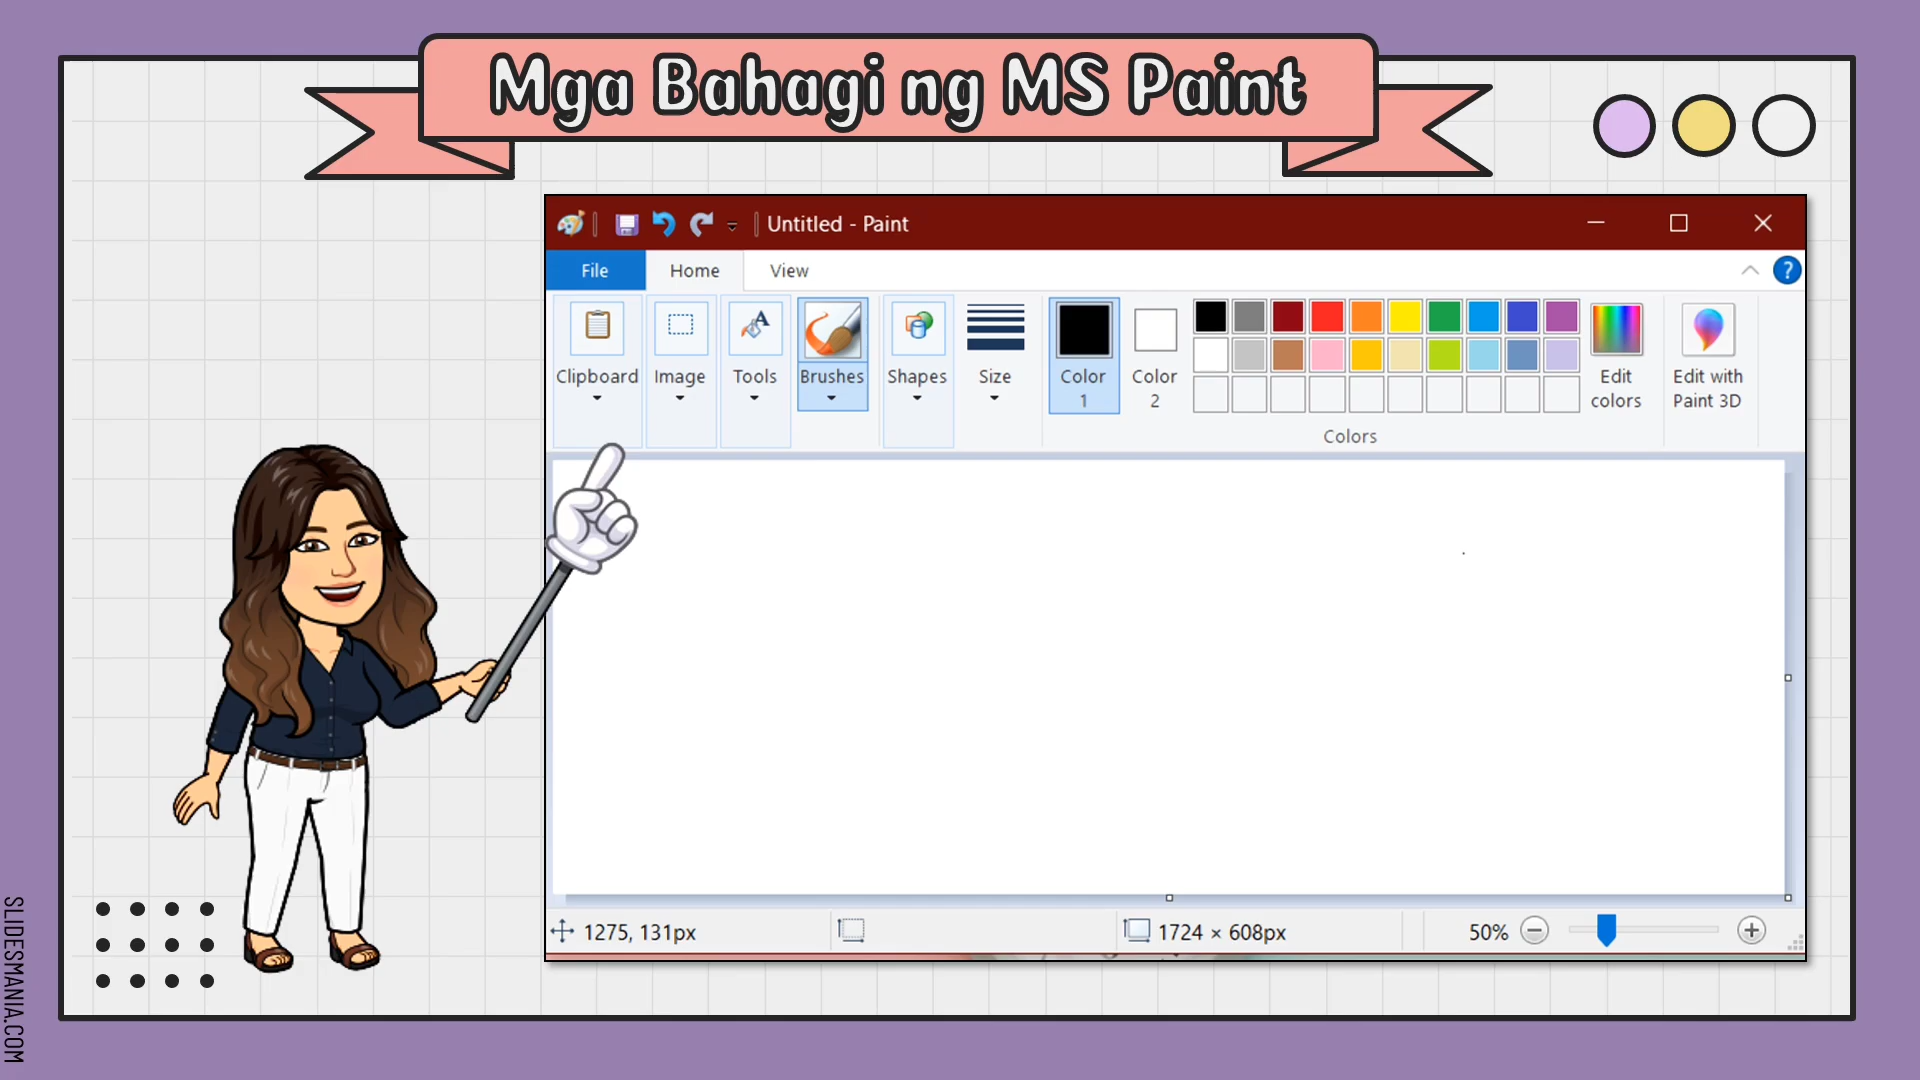 Mga Bahagi ng MS Paint
Untitled - Paint
File Home View
?
Clipboard Image Tools Brushes Shapes Size Color 1 Color 2 Edit colors Edit with Paint 3D
Colors
1275, 131px 1724 × 608px 50%
SLIDESMANIA.COM